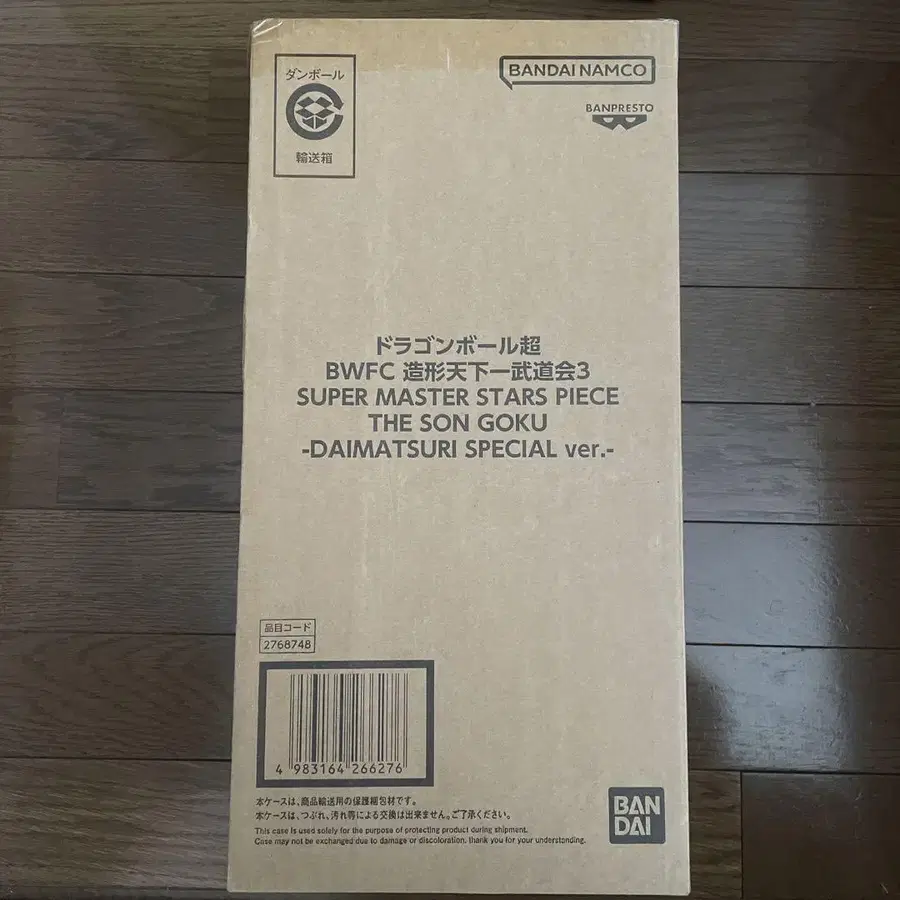 ダンボール
輸送箱
BANDAI NAMCO
BANPRESTO
ドラゴンボール超
BWFC 造形天下一武道会3
SUPER MASTER STARS PIECE
THE SON GOKU
-DAIMATSURI SPECIAL ver.-
品目コード
2768748
4 983164 266276
本ケースは、商品輸送用の保護梱包材です。
本ケースは、つぶれ、汚れ等による交換は出来ません。ご了承ください。
This case is used solely for the purpose of protecting product during shipment.
Case may not be exchanged due to damage or discoloration. thank you for your understanding.
BAN
DAI